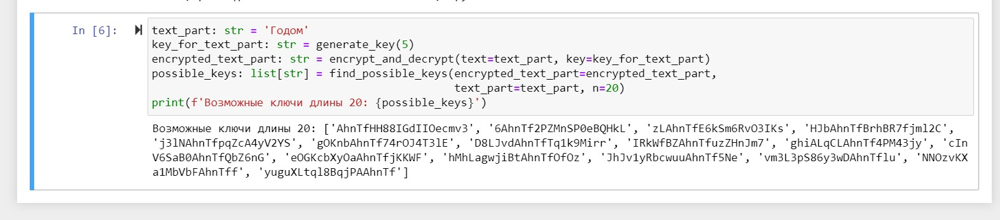 In [6]:
text_part: str = 'Годом'
key_for_text_part: str = generate_key(5)
encrypted_text_part: str = encrypt_and_decrypt(text=text_part, key=key_for_text_part)
possible_keys: list[str] = find_possible_keys(encrypted_text_part=encrypted_text_part,
text_part=text_part, n=20)
print(f'Возможные ключи длины 20: {possible_keys}')
Возможные ключи длины 20: ['AhnTfHH88IGdIIOecmv3', '6AhnTf2PZMnSP0eBQHkL', 'zLAhnTfE6kSm6RvO3IKs', 'HJbAhnTfBrhBR7fjml2C',
'j3lNAhnTfpqZcA4yV2YS', 'gOKnbAhnTf74rOJ4T3lE', 'D8LJvdAhnTfTq1k9Mirr', 'IRkWfBZAhnTfuzZHnJm7', 'ghiALqCLAhnTf4PM43jy', 'cIn
V6SaB0AhnTfQbZ6nG', 'eOGKcbXyOaAhnTfjKKWF', 'hMhLagwjiBtAhnTfOfOz', 'JhJv1yRbcwuuAhnTf5Ne', 'vm3L3pS86y3wDAhnTflu', 'NNOzvKX
a1MbVbFAhnTff', 'yuguXLtql8BqjPAAhnTf']